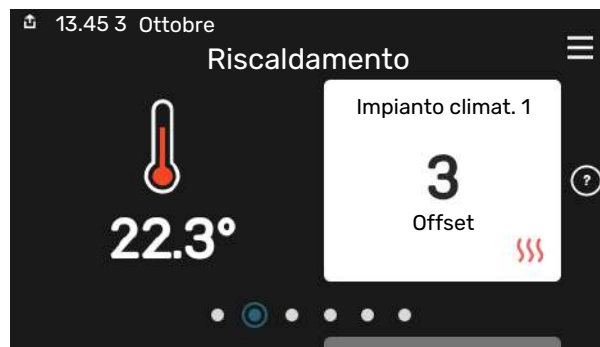 13.45 3 Ottobre
Riscaldamento
Impianto climat. 1
3
Offset
22.3°
?